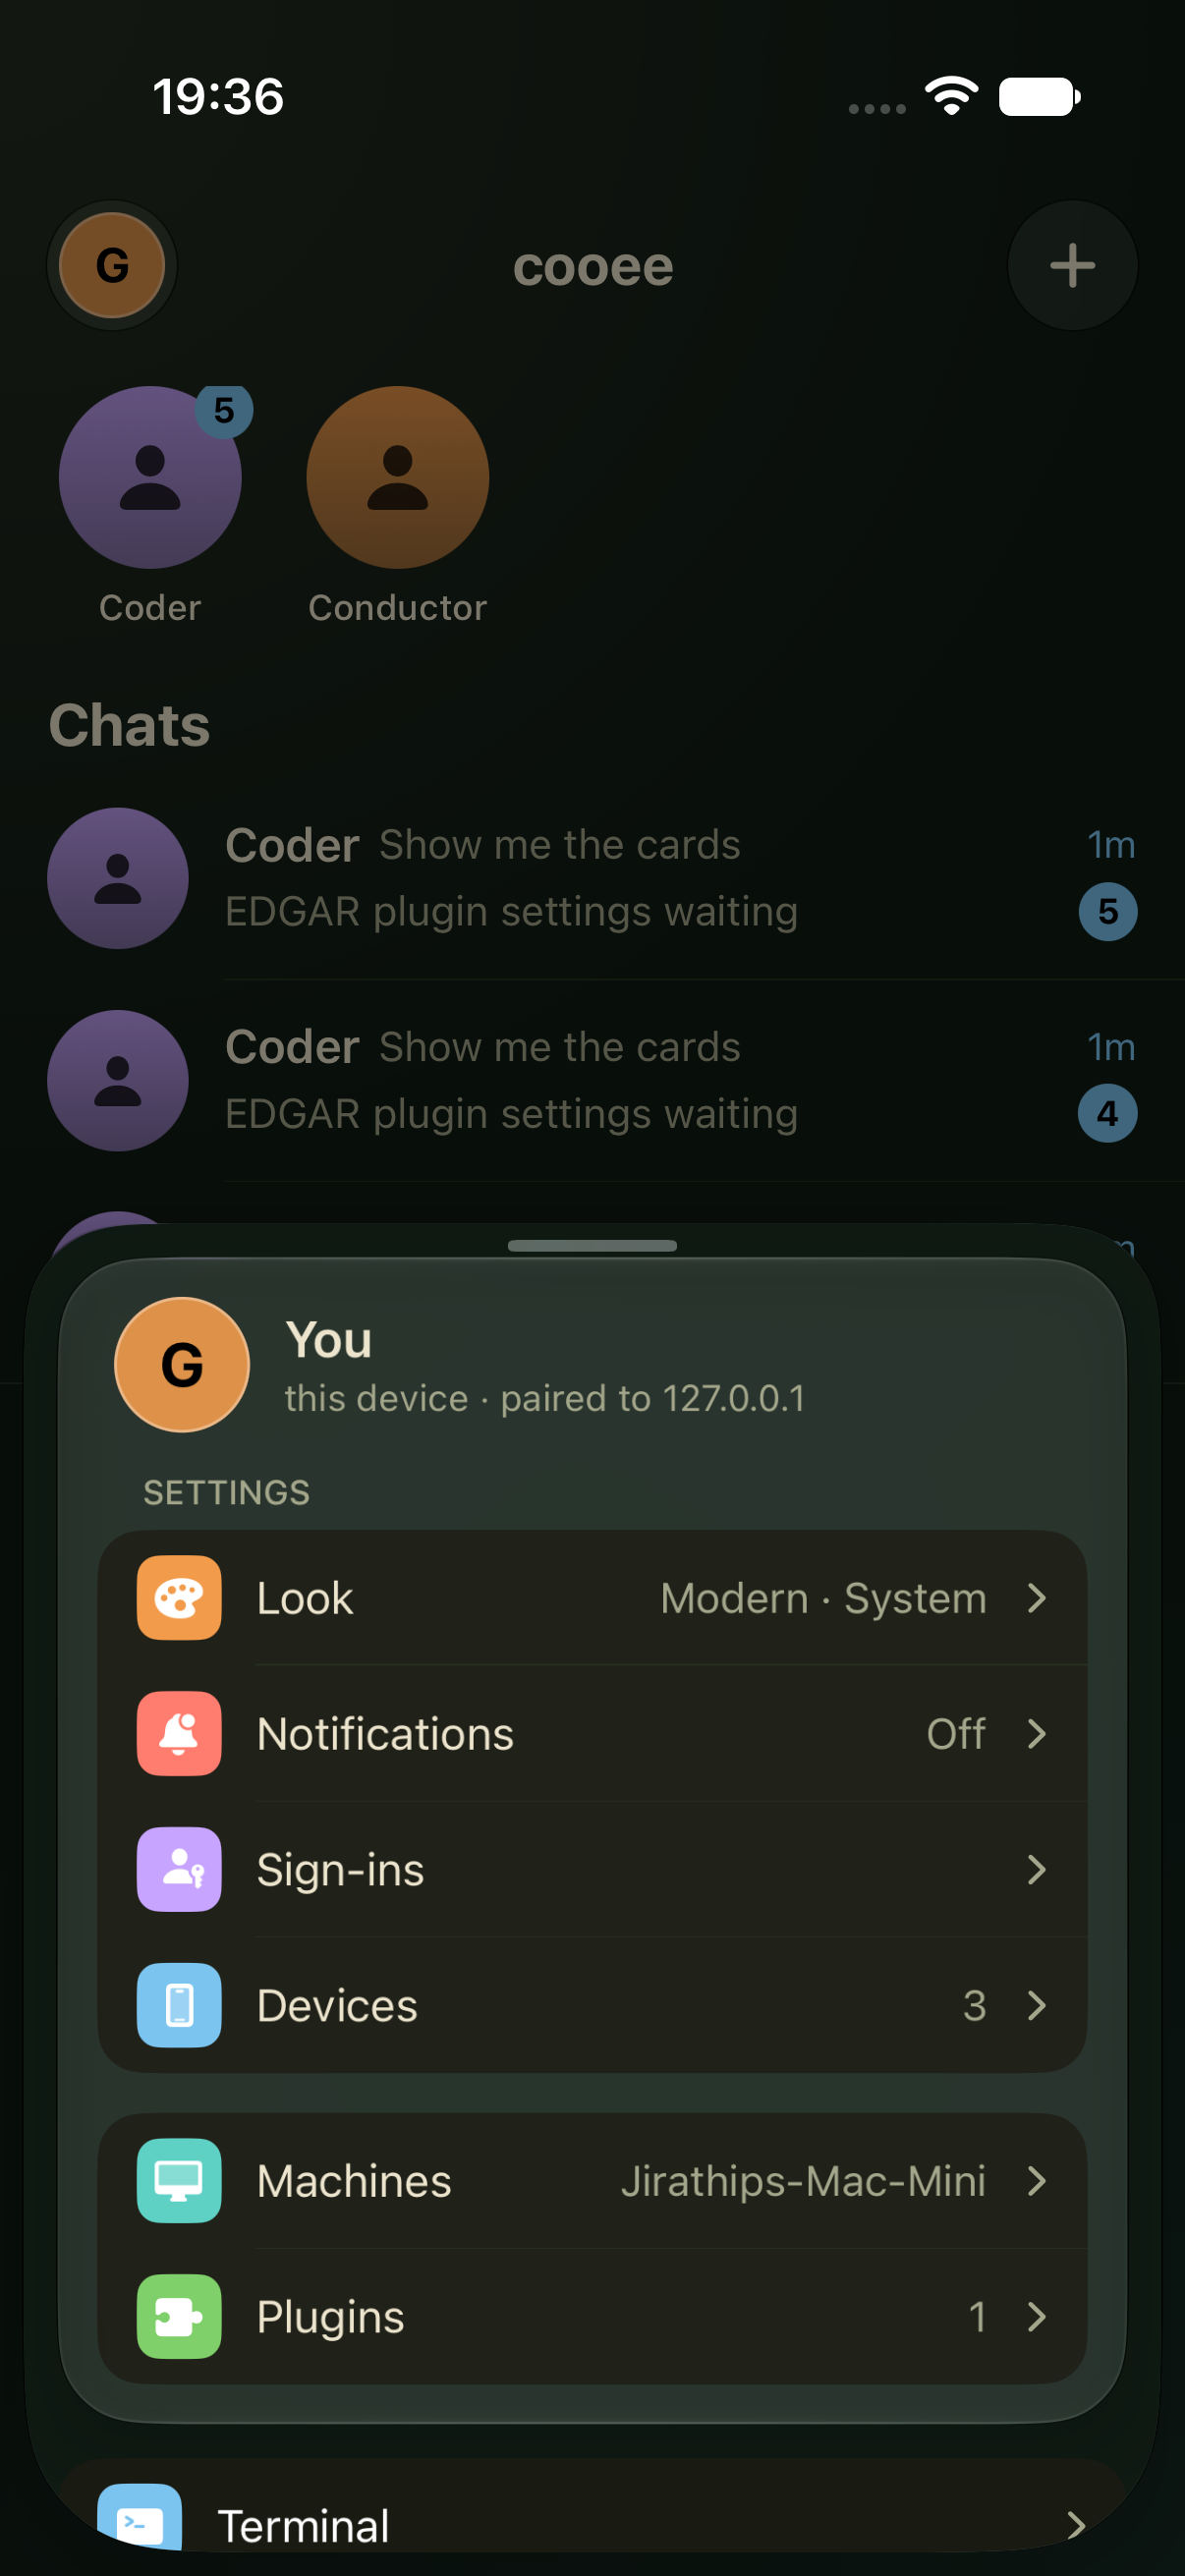 19:36
G
cooee
5
Coder
Conductor
Chats
Coder Show me the cards 1m
EDGAR plugin settings waiting 5
Coder Show me the cards 1m
EDGAR plugin settings waiting 4
G
You
this device · paired to 127.0.0.1
SETTINGS
Look Modern · System
Notifications Off
Sign-ins
Devices 3
Machines Jirathips-Mac-Mini
Plugins 1
Terminal